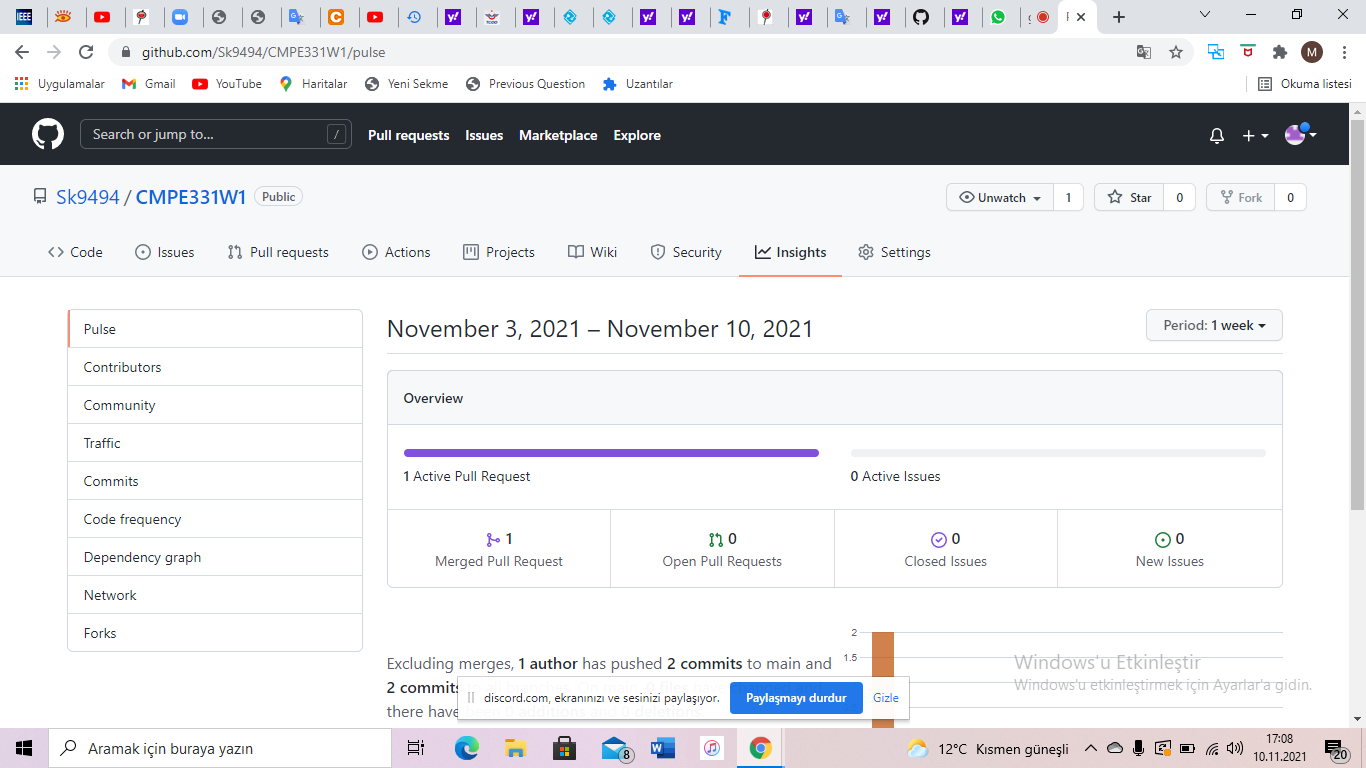 github.com/Sk9494/CMPE331W1/pulse
M
Uygulamalar Gmail YouTube Haritalar Yeni Sekme Previous Question Uzantılar Okuma listesi
Search or jump to... / Pull requests Issues Marketplace Explore
Sk9494 / CMPE331W1 Public Unwatch 1 Star 0 Fork 0
Code Issues Pull requests Actions Projects Wiki Security Insights Settings
Pulse
Contributors
Community
Traffic
Commits
Code frequency
Dependency graph
Network
Forks
November 3, 2021 – November 10, 2021 Period: 1 week
Overview
1 Active Pull Request 0 Active Issues
1 0 0 0
Merged Pull Request Open Pull Requests Closed Issues New Issues
2
1.5
Excluding merges, 1 author has pushed 2 commits to main and
2 commits
there have
Windows'u Etkinleştir
Windows'u etkinleştirmek için Ayarlar'a gidin.
discord.com, ekranınızı ve sesinizi paylaşıyor. Paylaşmayı durdur Gizle
Aramak için buraya yazın 8 12°C Kısmen güneşli 17:08
10.11.2021 20